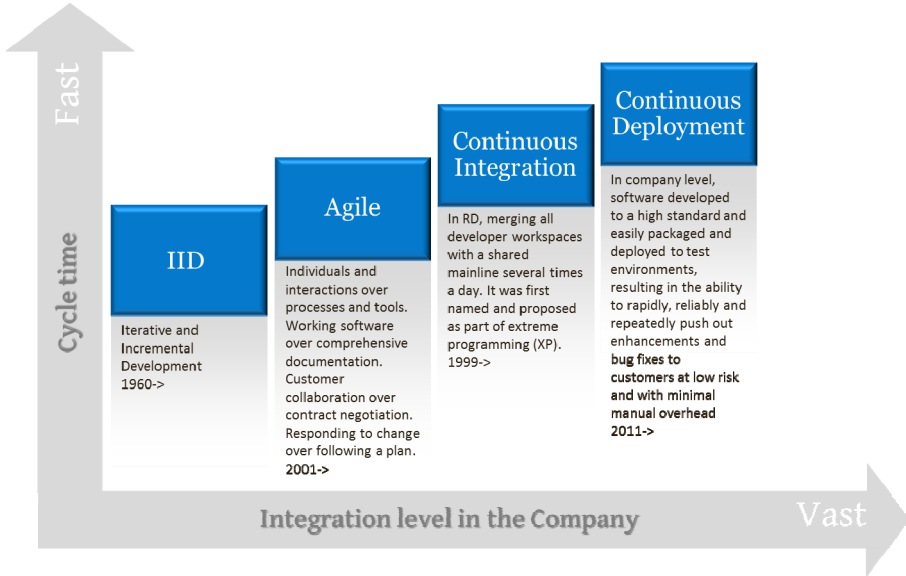 Fast
Cycle time
IID
Iterative and
Incremental
Development
1960->
Agile
Individuals and
interactions over
processes and tools.
Working software
over comprehensive
documentation.
Customer
collaboration over
contract negotiation.
Responding to change
over following a plan.
2001->
Continuous
Integration
In RD, merging all
developer workspaces
with a shared
mainline several times
a day. It was first
named and proposed
as part of extreme
programming (XP).
1999->
Continuous
Deployment
In company level,
software developed
to a high standard and
easily packaged and
deployed to test
environments,
resulting in the ability
to rapidly, reliably and
repeatedly push out
enhancements and
bug fixes to
customers at low risk
and with minimal
manual overhead
2011->
Integration level in the Company
Vast